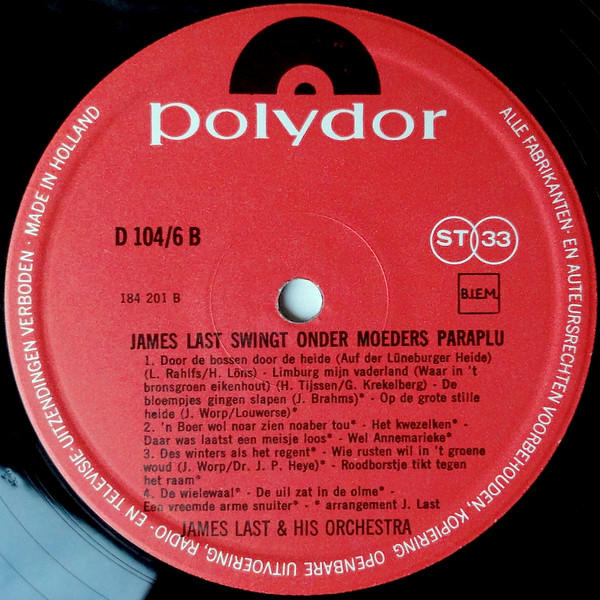 polydor
ALLE FABRIKANTEN- EN AUTEURSRECHTEN VOORBEHOUDEN, KOPIERING, OPENBARE UITVOERING, RADIO- EN TELEVISIE-UITZENDINGEN VERBODEN · MADE IN HOLLAND
D 104/6 B
ST 33
184 201 B
B.I.E.M.
JAMES LAST SWINGT ONDER MOEDERS PARAPLU
1. Door de bossen door de heide (Auf der Lüneburger Heide)
(L. Rahlfs/H. Löns) - Limburg mijn vaderland (Waar in 't
bronsgroen eikenhout) (H. Tijssen/G. Krekelberg) - De
bloempjes gingen slapen (J. Brahms)* - Op de grote stille
heide (J. Worp/Louwerse)*
2. 'n Boer wol noar zien noaber tou* - Het kwezelken* -
Daar was laatst een meisje loos* - Wel Annemarieke*
3. Des winters als het regent* - Wie rusten wil in 't groene
woud (J. Worp/Dr. J. P. Heye)* - Roodborstje tikt tegen
het raam*
4. De wielewaal* - De uil zat in de olme* -
Een vreemde arme snuiter* - * arrangement J. Last
JAMES LAST & HIS ORCHESTRA